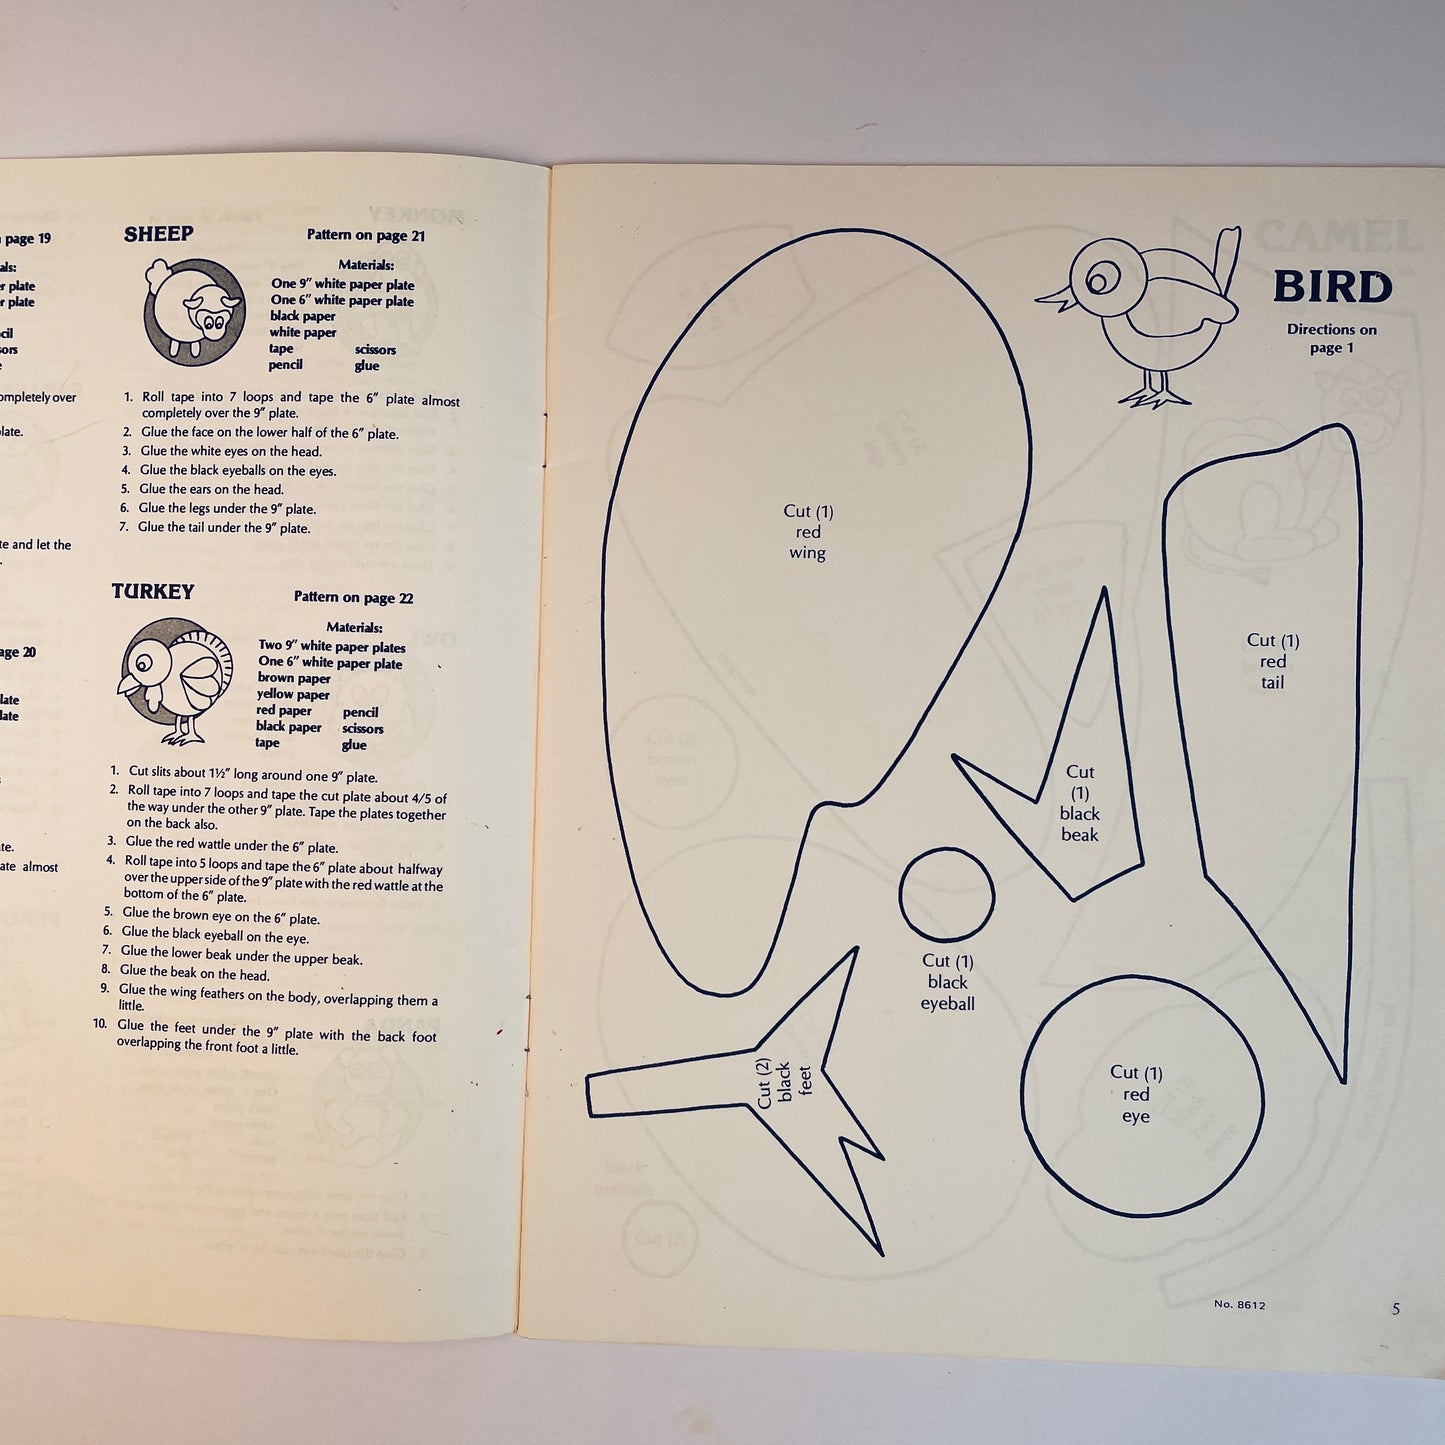 page 19
plate
plate
ompletely over
late.
te and let the
page 20
late
late
ate.
ate almost
SHEEP
Pattern on page 21
Materials:
One 9″ white paper plate
One 6″ white paper plate
black paper
white paper
tape scissors
pencil glue
1. Roll tape into 7 loops and tape the 6″ plate almost
completely over the 9″ plate.
2. Glue the face on the lower half of the 6″ plate.
3. Glue the white eyes on the head.
4. Glue the black eyeballs on the eyes.
5. Glue the ears on the head.
6. Glue the legs under the 9″ plate.
7. Glue the tail under the 9″ plate.
TURKEY
Pattern on page 22
Materials:
Two 9″ white paper plates
One 6″ white paper plate
brown paper
yellow paper
red paper pencil
black paper scissors
tape glue
1. Cut slits about 1½″ long around one 9″ plate.
2. Roll tape into 7 loops and tape the cut plate about 4/5 of
the way under the other 9″ plate. Tape the plates together
on the back also.
3. Glue the red wattle under the 6″ plate.
4. Roll tape into 5 loops and tape the 6″ plate about halfway
over the upper side of the 9″ plate with the red wattle at the
bottom of the 6″ plate.
5. Glue the brown eye on the 6″ plate.
6. Glue the black eyeball on the eye.
7. Glue the lower beak under the upper beak.
8. Glue the beak on the head.
9. Glue the wing feathers on the body, overlapping them a
little.
10. Glue the feet under the 9″ plate with the back foot
overlapping the front foot a little.
BIRD
Directions on
page 1
Cut (1)
red
wing
Cut (1)
red
tail
Cut
(1)
black
beak
Cut (1)
black
eyeball
Cut (2)
black
feet
Cut (1)
red
eye
No. 8612
5